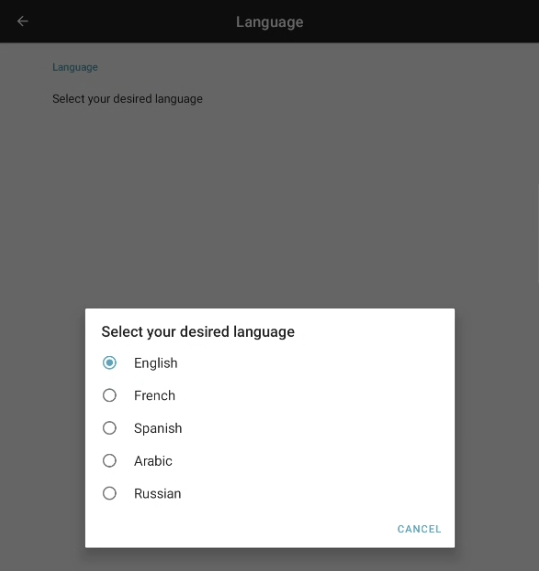 Language
Language
Select your desired language
Select your desired language
English
French
Spanish
Arabic
Russian
CANCEL